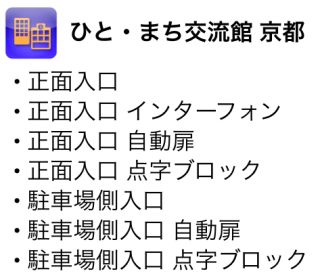 ひと・まち交流館 京都
・正面入口
・正面入口 インターフォン
・正面入口 自動扉
・正面入口 点字ブロック
・駐車場側入口
・駐車場側入口 自動扉
・駐車場側入口 点字ブロック